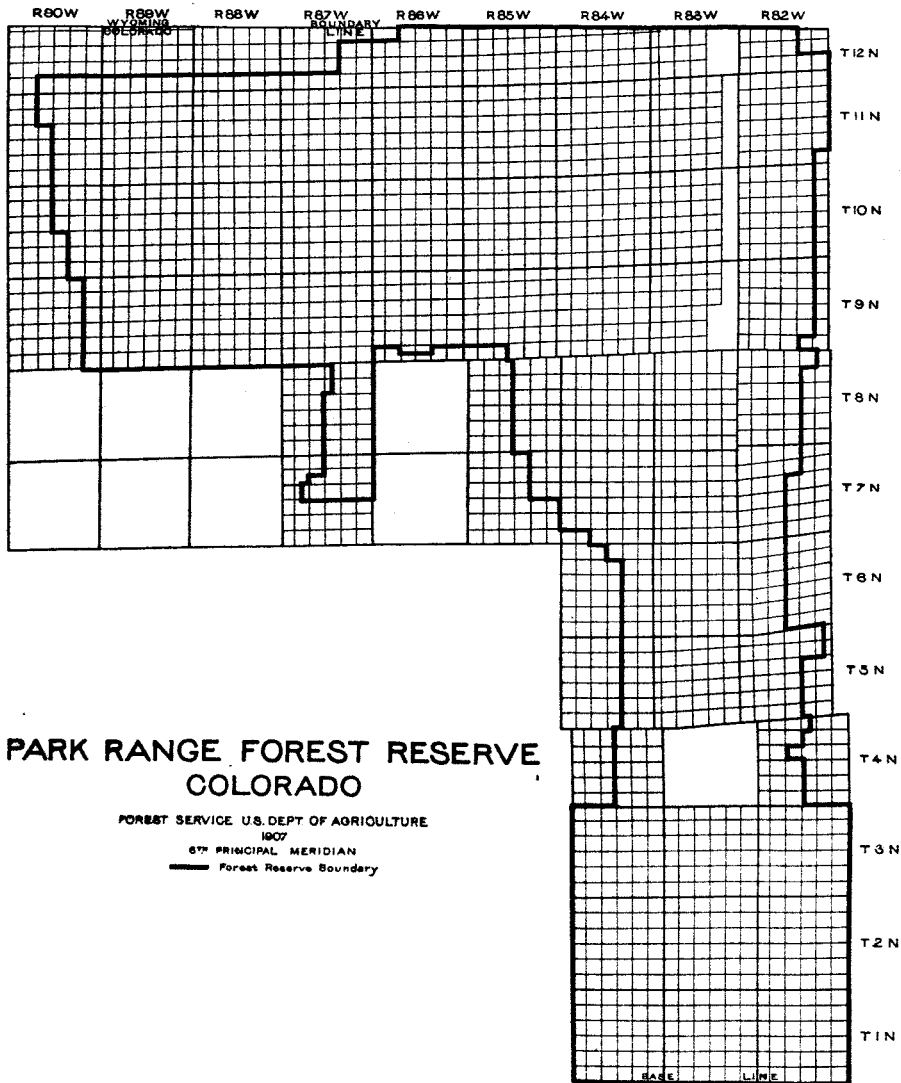 R90W R89W R88W R87W R86W R85W R84W R83W R82W
WYOMING BOUNDARY
COLORADO LINE
T12N
T11N
T10N
T9N
T8N
T7N
T6N
T5N
T4N
T3N
T2N
T1N
PARK RANGE FOREST RESERVE
COLORADO
FOREST SERVICE U.S. DEPT OF AGRICULTURE
1907
6TH PRINCIPAL MERIDIAN
Forest Reserve Boundary
BASE LINE